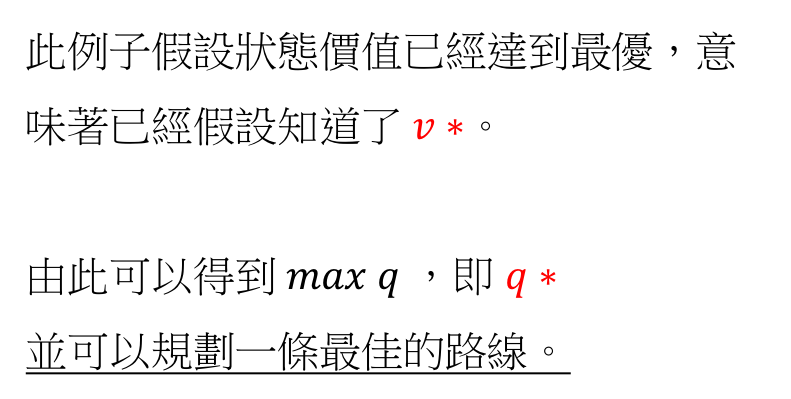 此例子假設狀態價值已經達到最優，意
味著已經假設知道了 v *。
由此可以得到 max q ，即 q *
並可以規劃一條最佳的路線。